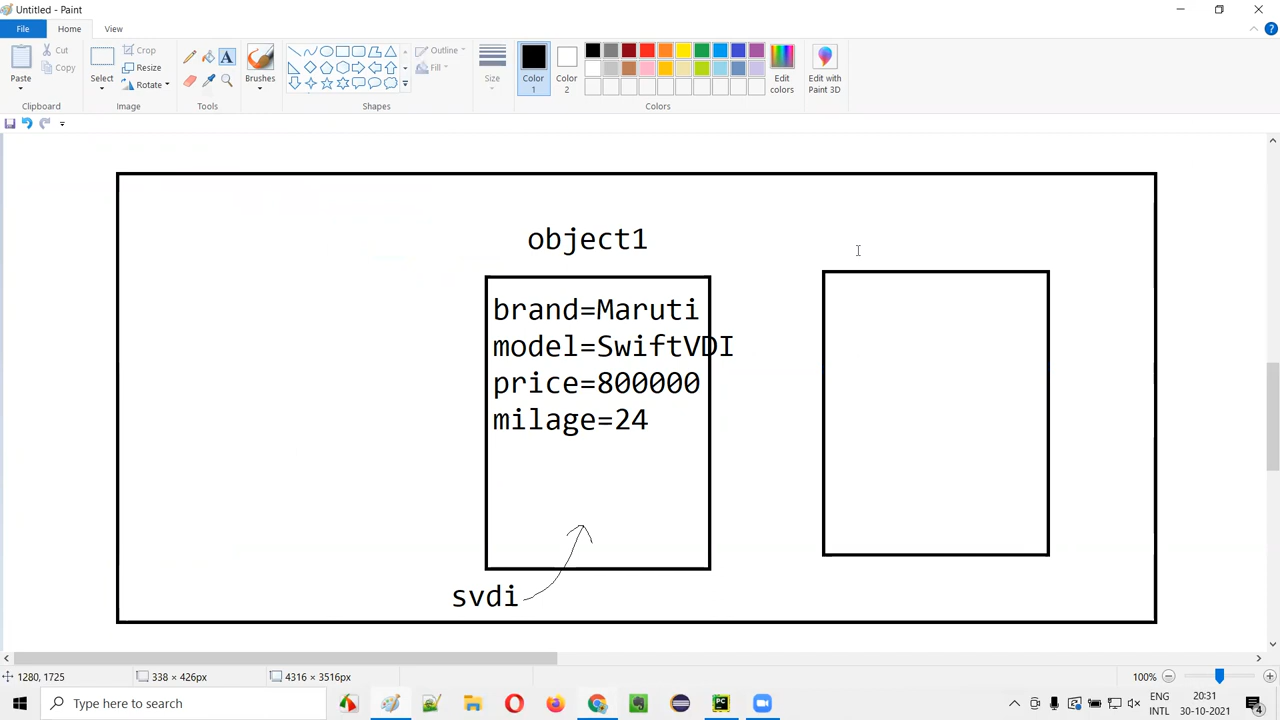 Untitled - Paint
File
Home
View
Paste
Cut
Copy
Clipboard
Select
Crop
Resize
Rotate
Image
Tools
Brushes
Outline
Fill
Shapes
Size
Color 1
Color 2
Edit colors
Colors
Edit with Paint 3D
object1
brand=Maruti
model=SwiftVDI
price=800000
milage=24
svdi
1280, 1725
338 × 426px
4316 × 3516px
100%
Type here to search
ENG
INTL
20:31
30-10-2021
4